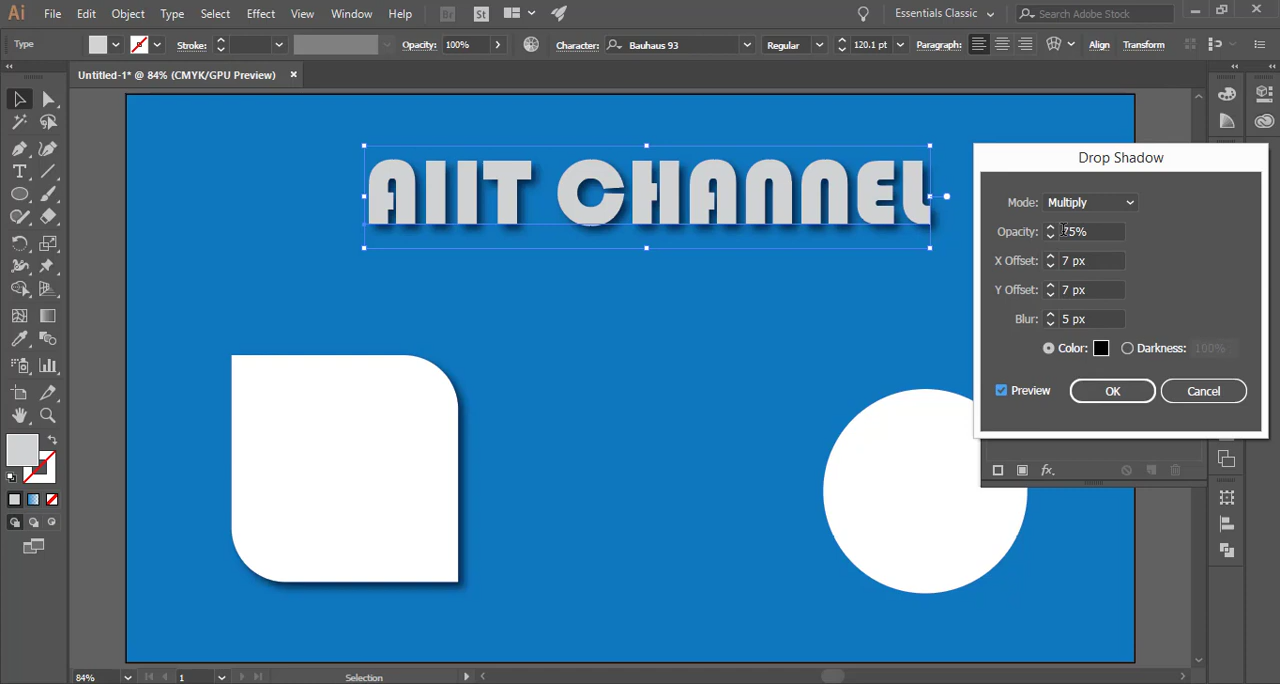 Ai File Edit Object Type Select Effect View Window Help Br St Essentials Classic Search Adobe Stock
Type Stroke: Opacity: 100% Character: Bauhaus 93 Regular 120.1 pt Paragraph: Align Transform
Untitled-1* @ 84% (CMYK/GPU Preview)
AIIT CHANNEL
Drop Shadow
Mode: Multiply
Opacity: 75%
X Offset: 7 px
Y Offset: 7 px
Blur: 5 px
Color: Darkness: 100%
Preview OK Cancel
fx.
84% 1 Selection